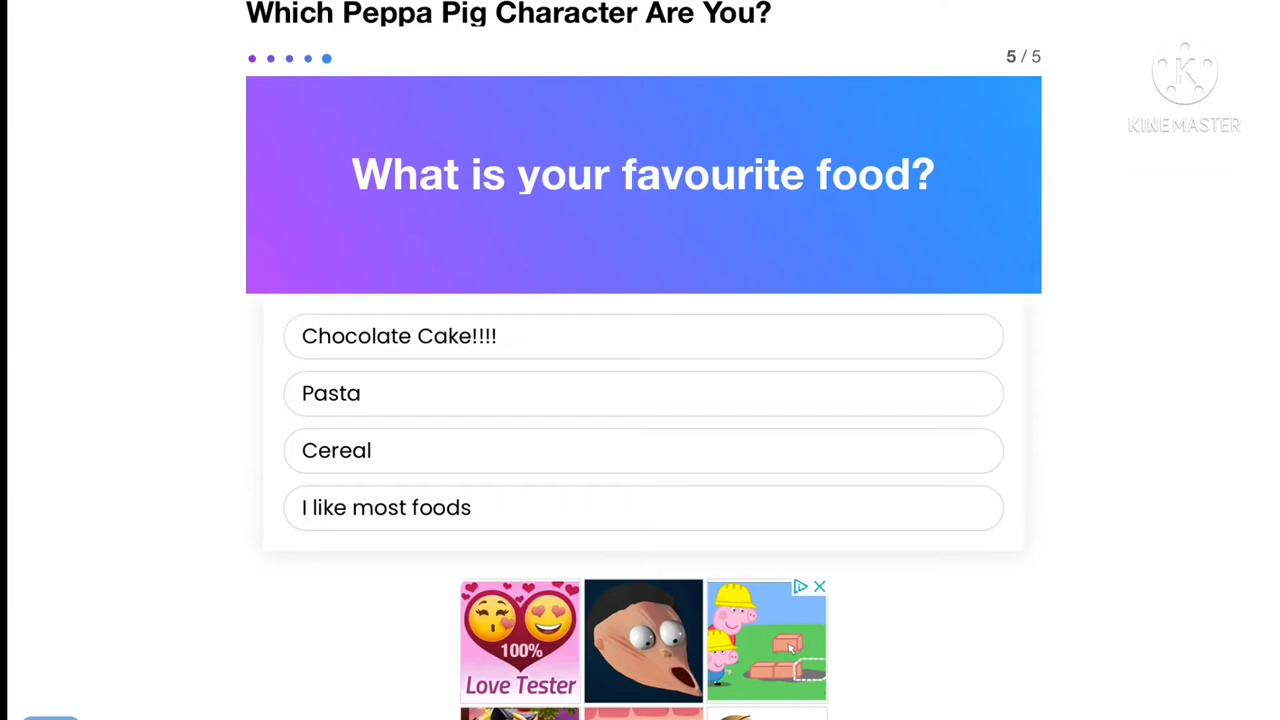 Which Peppa Pig Character Are You?
5 / 5
K
KINEMASTER
What is your favourite food?
Chocolate Cake!!!!
Pasta
Cereal
I like most foods
100%
Love Tester